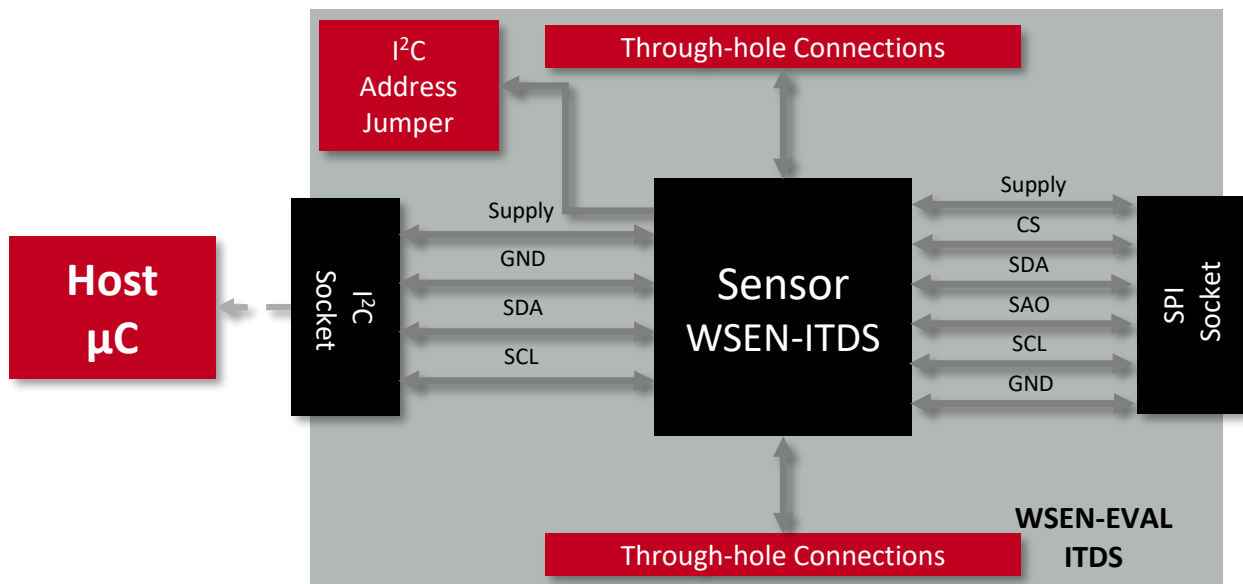 I²C
Address
Jumper
Through-hole Connections
Host
µC
I²C
Socket
Supply
GND
SDA
SCL
Sensor
WSEN-ITDS
Supply
CS
SDA
SAO
SCL
GND
SPI
Socket
WSEN-EVAL
ITDS
Through-hole Connections